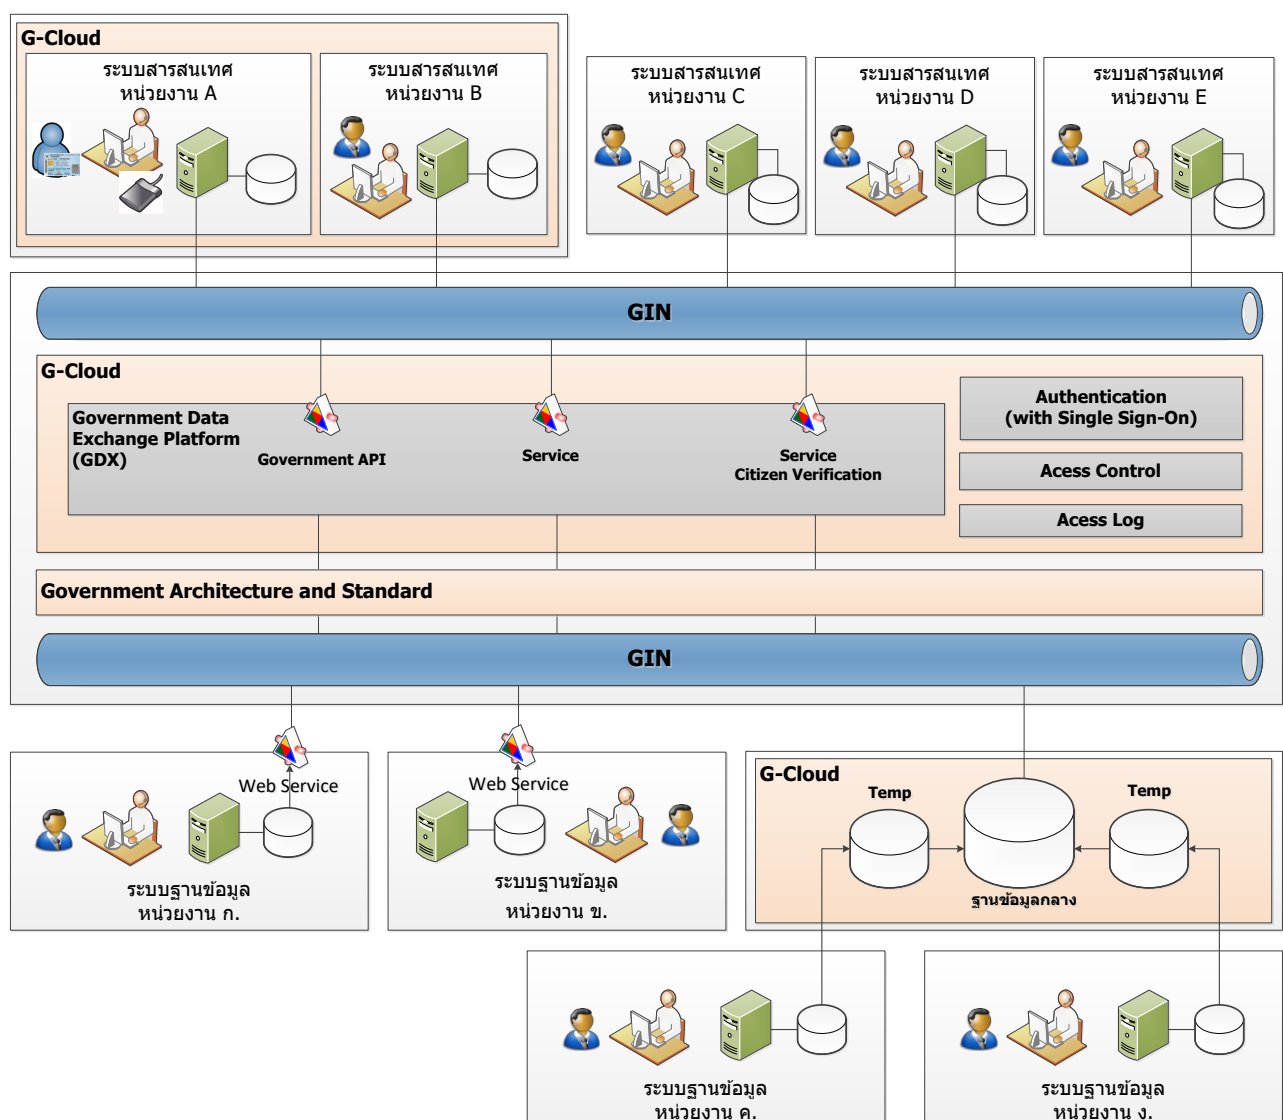 G-Cloud
ระบบสารสนเทศ
หน่วยงาน A
ระบบสารสนเทศ
หน่วยงาน B
ระบบสารสนเทศ
หน่วยงาน C
ระบบสารสนเทศ
หน่วยงาน D
ระบบสารสนเทศ
หน่วยงาน E
GIN
G-Cloud
Government Data
Exchange Platform
(GDX)
Government API
Service
Service
Citizen Verification
Authentication
(with Single Sign-On)
Acess Control
Acess Log
Government Architecture and Standard
GIN
Web Service
ระบบฐานข้อมูล
หน่วยงาน ก.
Web Service
ระบบฐานข้อมูล
หน่วยงาน ข.
G-Cloud
Temp
Temp
ฐานข้อมูลกลาง
ระบบฐานข้อมูล
หน่วยงาน ค.
ระบบฐานข้อมูล
หน่วยงาน ง.